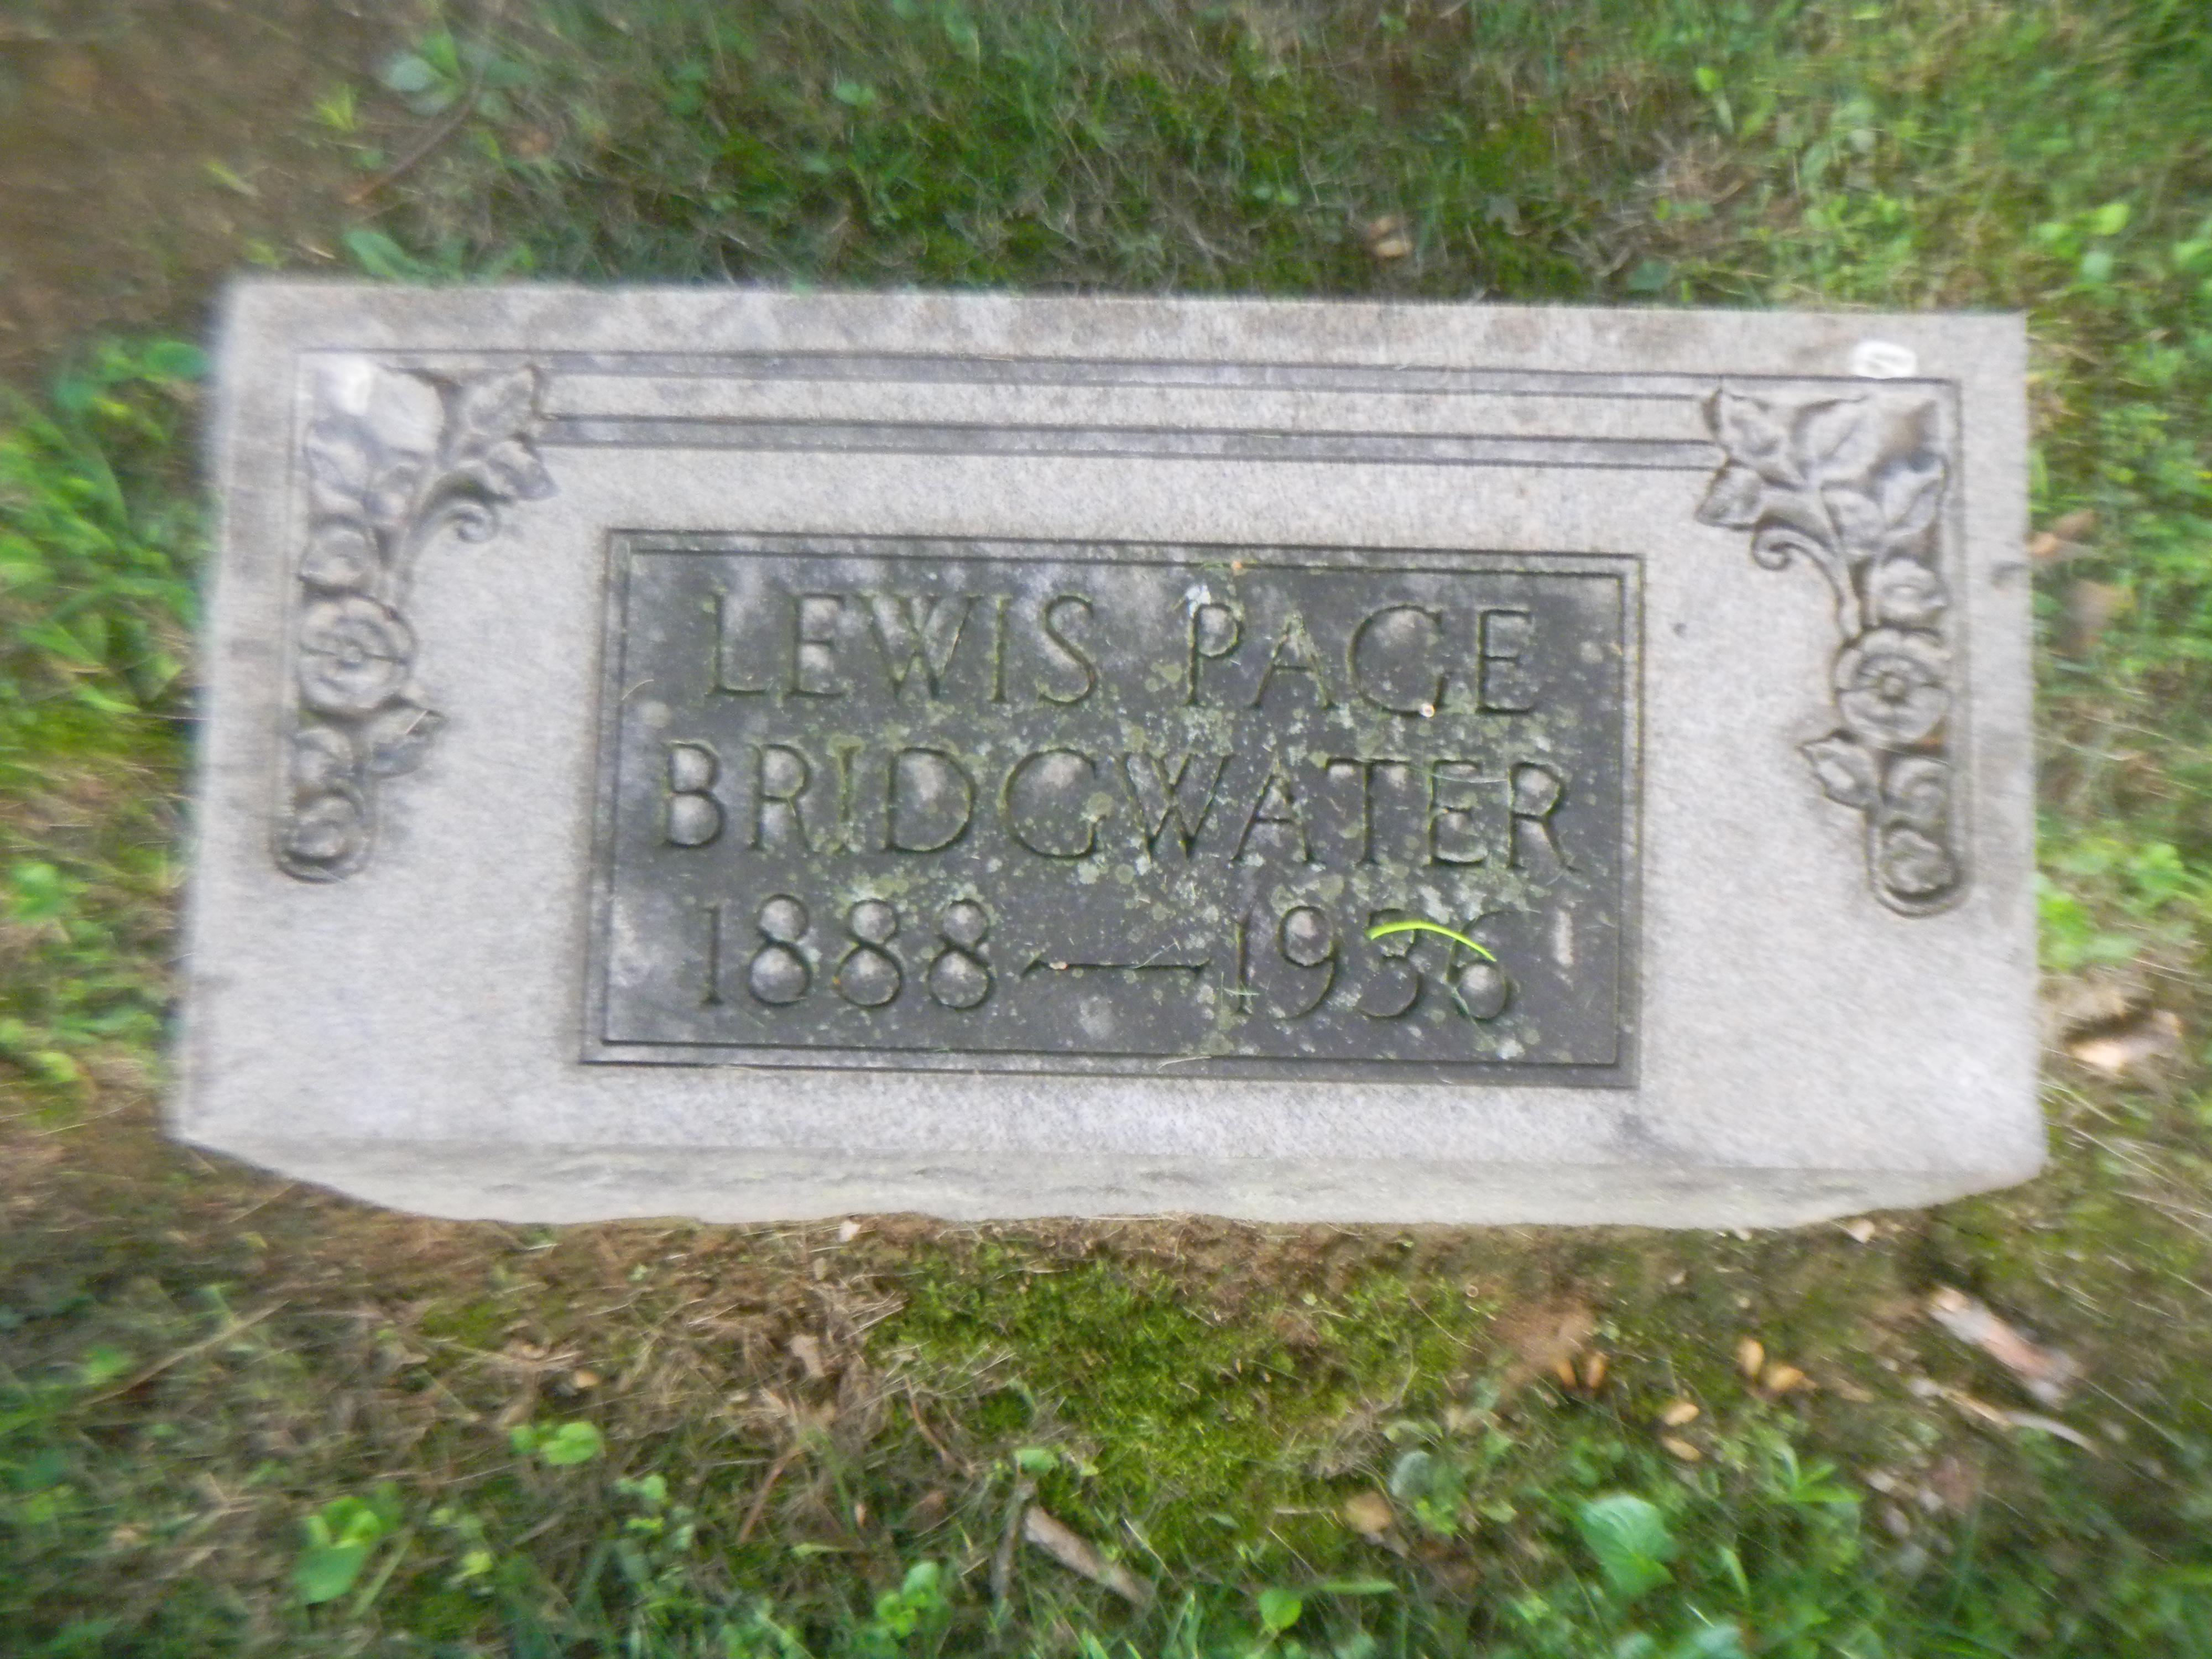 LEWIS PAGE
BRIDGWATER
1888—1936